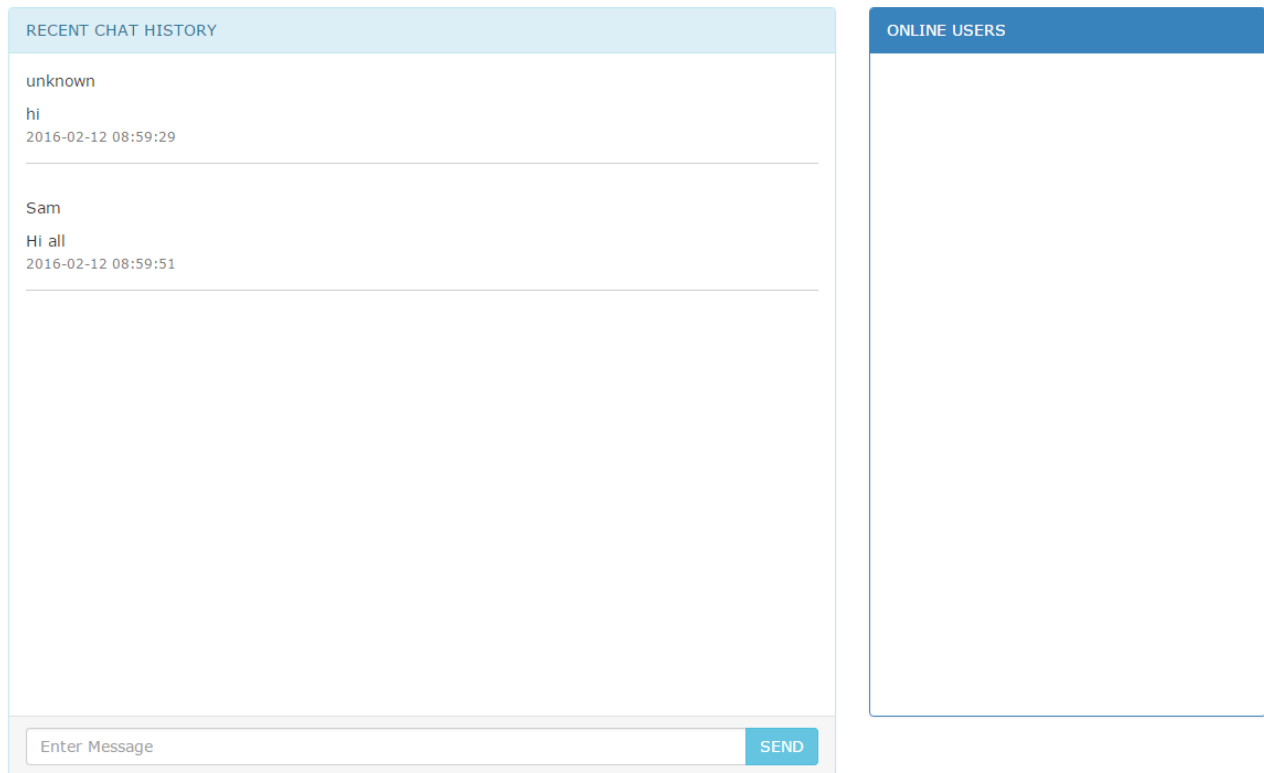 RECENT CHAT HISTORY
unknown
hi
2016-02-12 08:59:29
Sam
Hi all
2016-02-12 08:59:51
Enter Message
SEND
ONLINE USERS